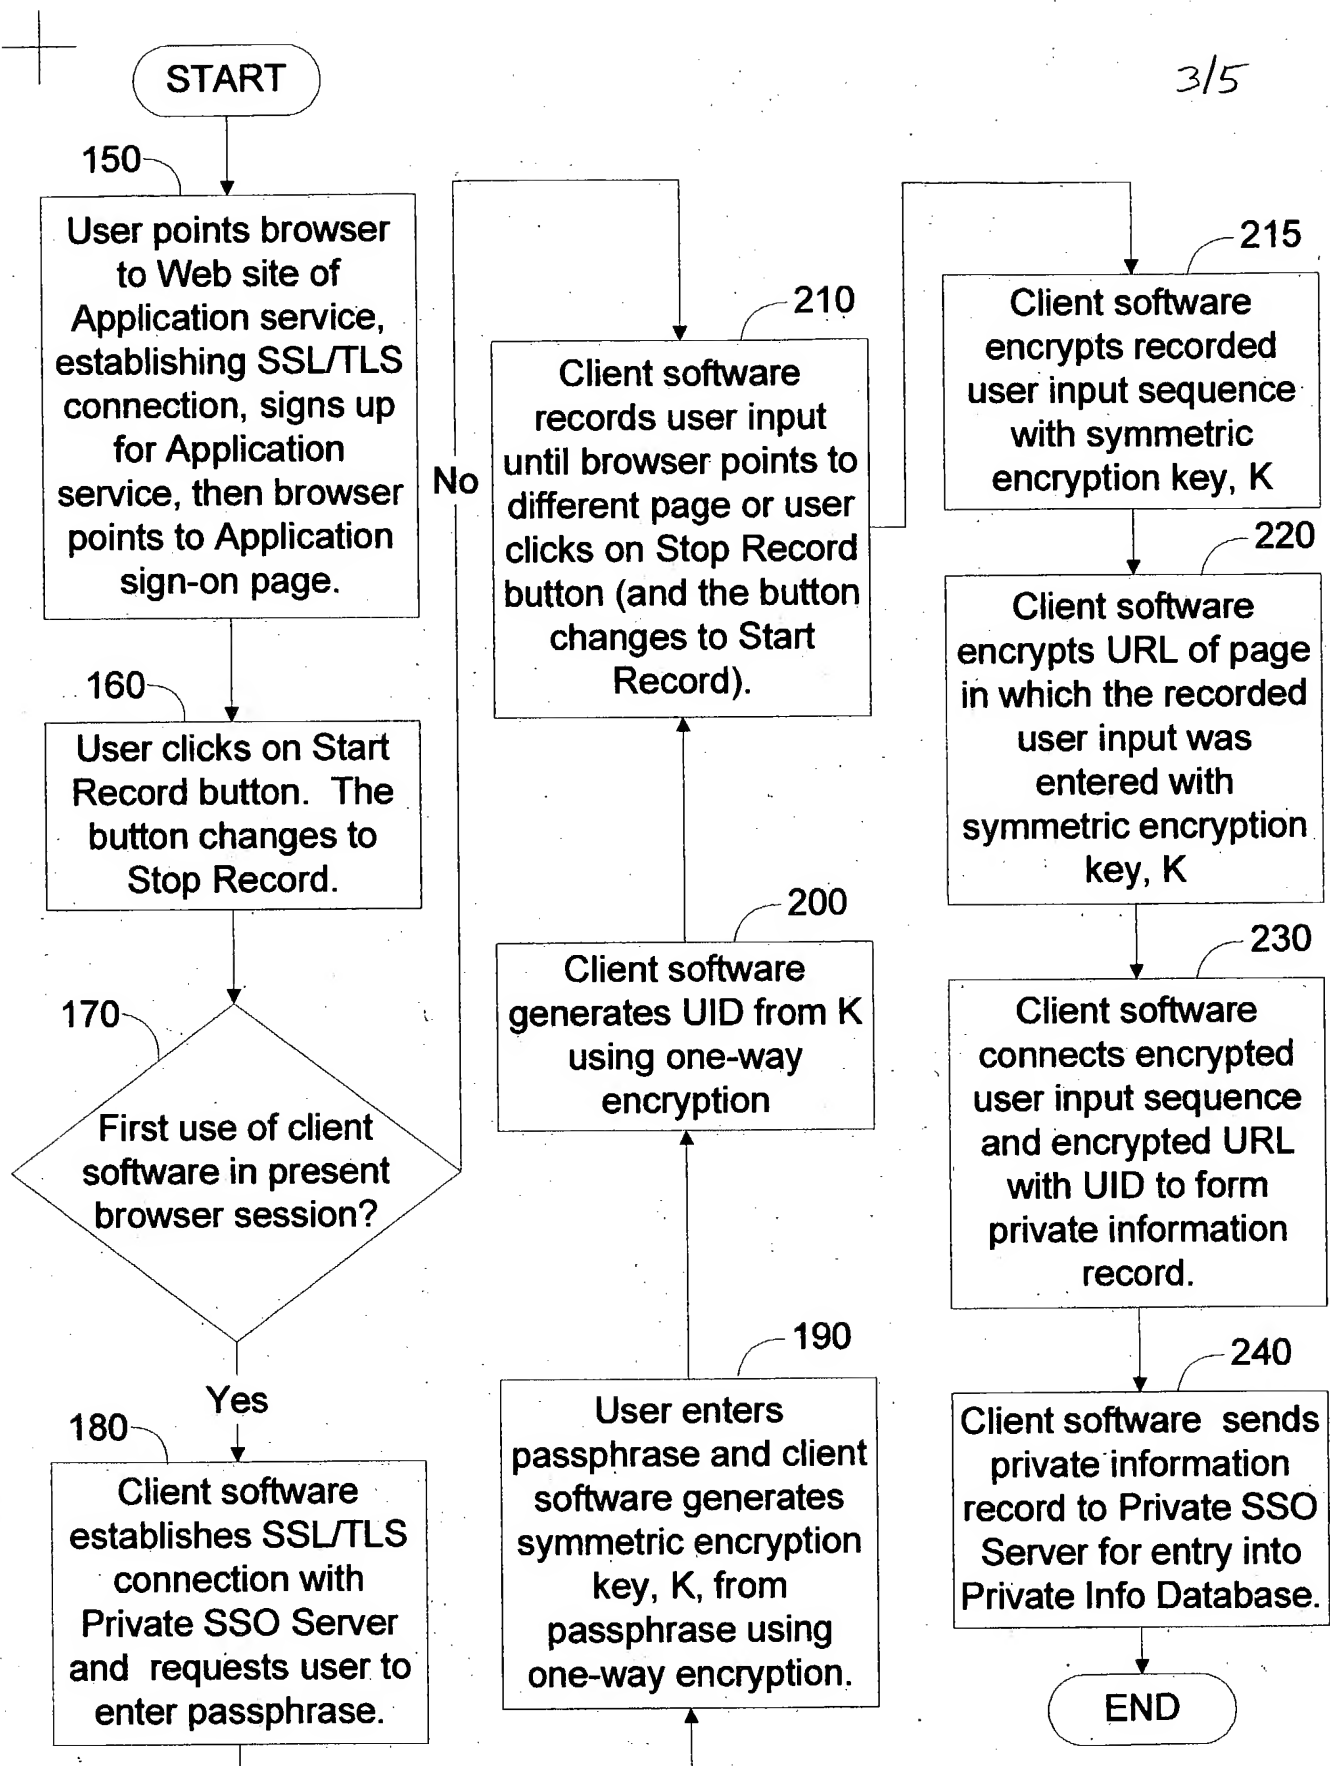 3/5
START
150
User points browser
to Web site of
Application service,
establishing SSL/TLS
connection, signs up
for Application
service, then browser
points to Application
sign-on page.
160
User clicks on Start
Record button. The
button changes to
Stop Record.
170
First use of client
software in present
browser session?
No
Yes
180
Client software
establishes SSL/TLS
connection with
Private SSO Server
and requests user to
enter passphrase.
190
User enters
passphrase and client
software generates
symmetric encryption
key, K, from
passphrase using
one-way encryption.
200
Client software
generates UID from K
using one-way
encryption
210
Client software
records user input
until browser points to
different page or user
clicks on Stop Record
button (and the button
changes to Start
Record).
215
Client software
encrypts recorded
user input sequence
with symmetric
encryption key, K
220
Client software
encrypts URL of page
in which the recorded
user input was
entered with
symmetric encryption
key, K
230
Client software
connects encrypted
user input sequence
and encrypted URL
with UID to form
private information
record.
240
Client software sends
private information
record to Private SSO
Server for entry into
Private Info Database.
END